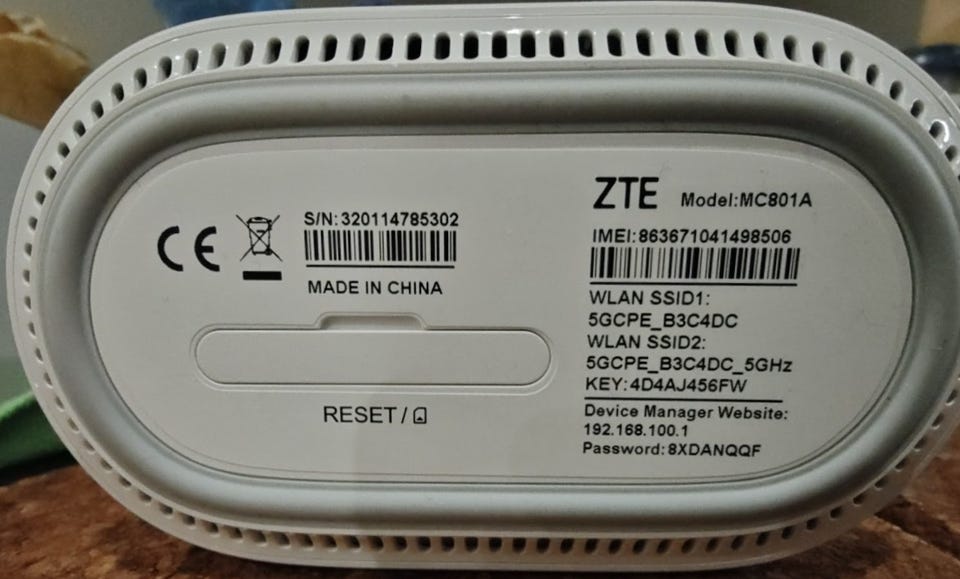 S/N:320114785302
MADE IN CHINA
RESET/
ZTE Model:MC801A
IMEI:863671041498506
WLAN SSID1:
5GCPE_B3C4DC
WLAN SSID2:
5GCPE_B3C4DC_5GHz
KEY:4D4AJ456FW
Device Manager Website:
192.168.100.1
Password:8XDANQQF